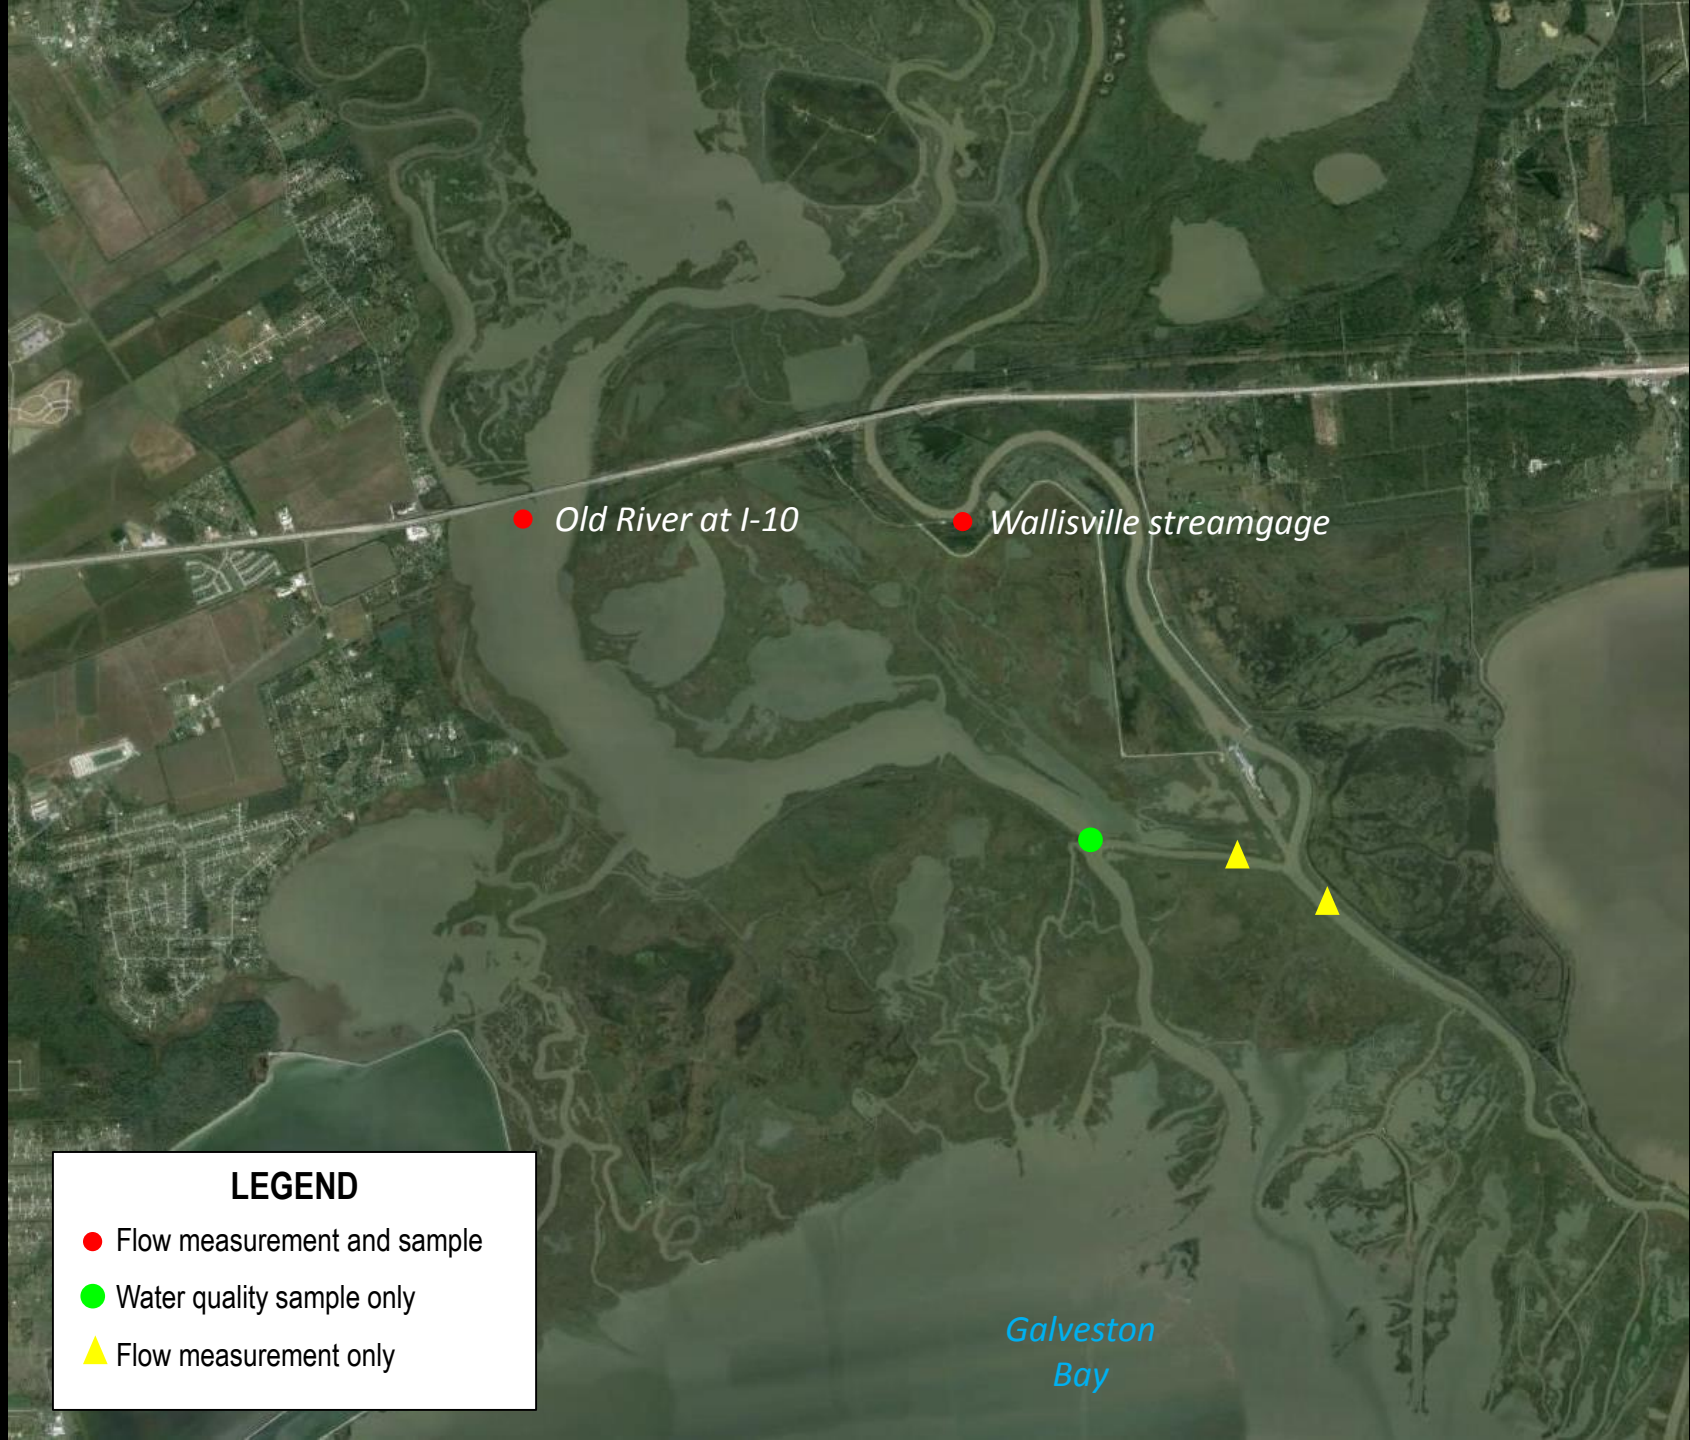 Old River at I-10
Wallisville streamgage
LEGEND
Flow measurement and sample
Water quality sample only
Flow measurement only
Galveston
Bay